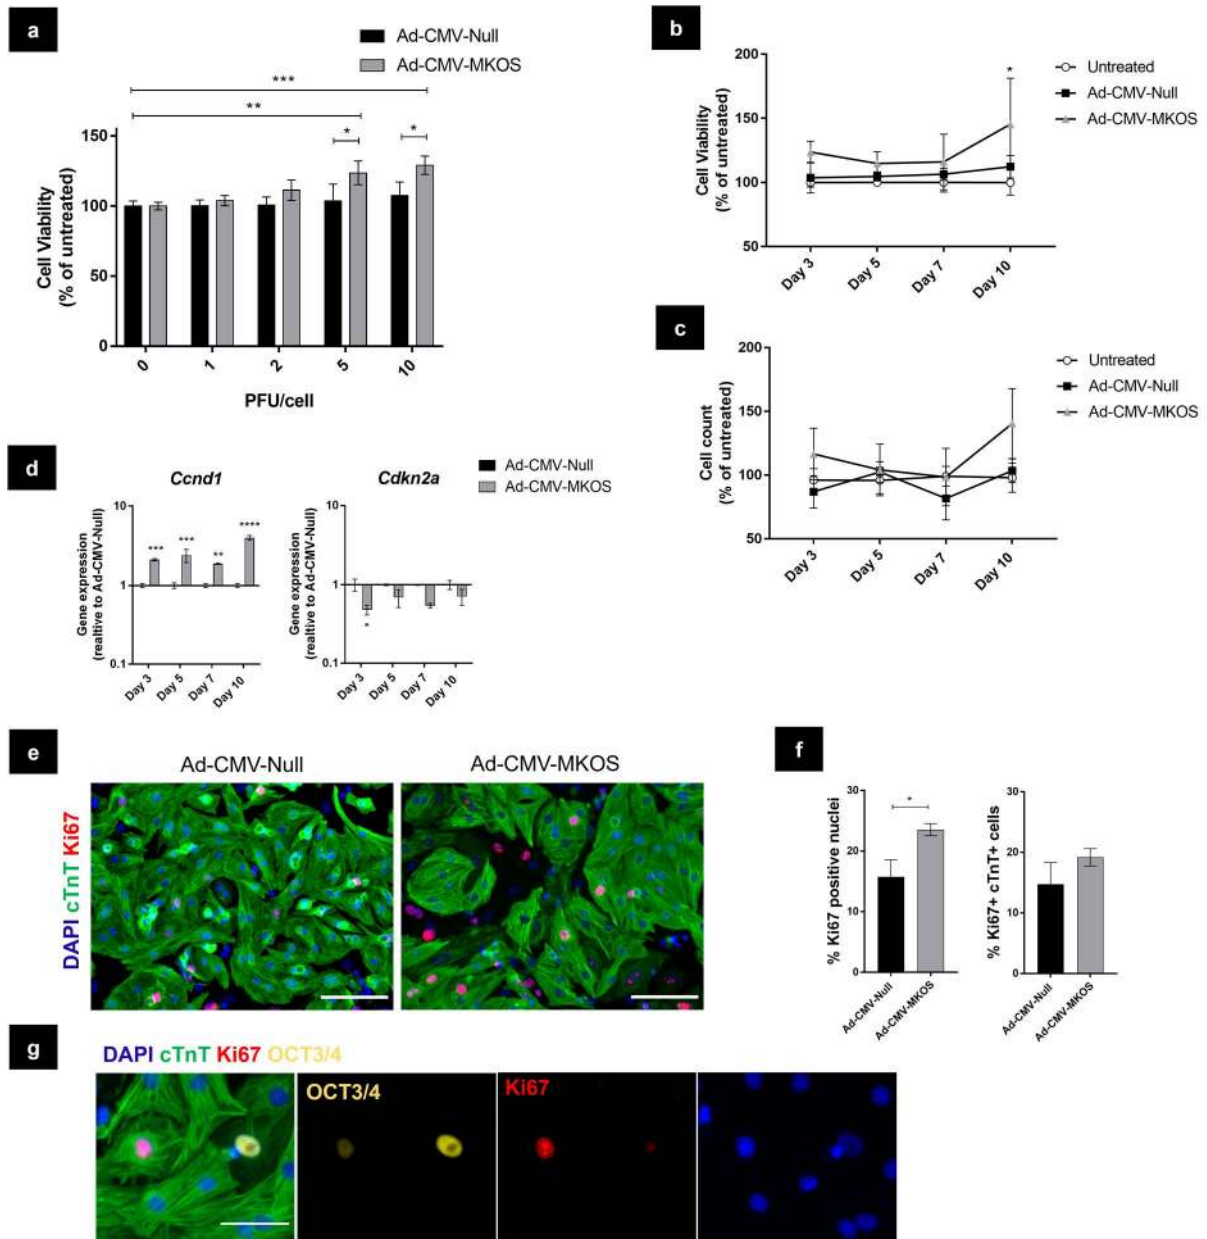 a
Ad-CMV-Null
Ad-CMV-MKOS
***
**
*
*
150
100
50
0
Cell Viability
(% of untreated)
0 1 2 5 10
PFU/cell
b
200
150
100
50
Cell Viability
(% of untreated)
*
Untreated
Ad-CMV-Null
Ad-CMV-MKOS
Day 3 Day 5 Day 7 Day 10
c
200
150
100
50
Cell count
(% of untreated)
Untreated
Ad-CMV-Null
Ad-CMV-MKOS
Day 3 Day 5 Day 7 Day 10
d
Ad-CMV-Null
Ad-CMV-MKOS
Ccnd1
10
1
0.1
Gene expression
(realtive to Ad-CMV-Null)
*** *** ** ****
Day 3 Day 5 Day 7 Day 10
Cdkn2a
10
1
0.1
Gene expression
(realtive to Ad-CMV-Null)
*
Day 3 Day 5 Day 7 Day 10
e
Ad-CMV-Null Ad-CMV-MKOS
DAPI cTnT Ki67
f
30
20
10
0
% Ki67 positive nuclei
*
Ad-CMV-Null
Ad-CMV-MKOS
30
20
10
0
% Ki67+ cTnT+ cells
Ad-CMV-Null
Ad-CMV-MKOS
g
DAPI cTnT Ki67 OCT3/4
OCT3/4
Ki67